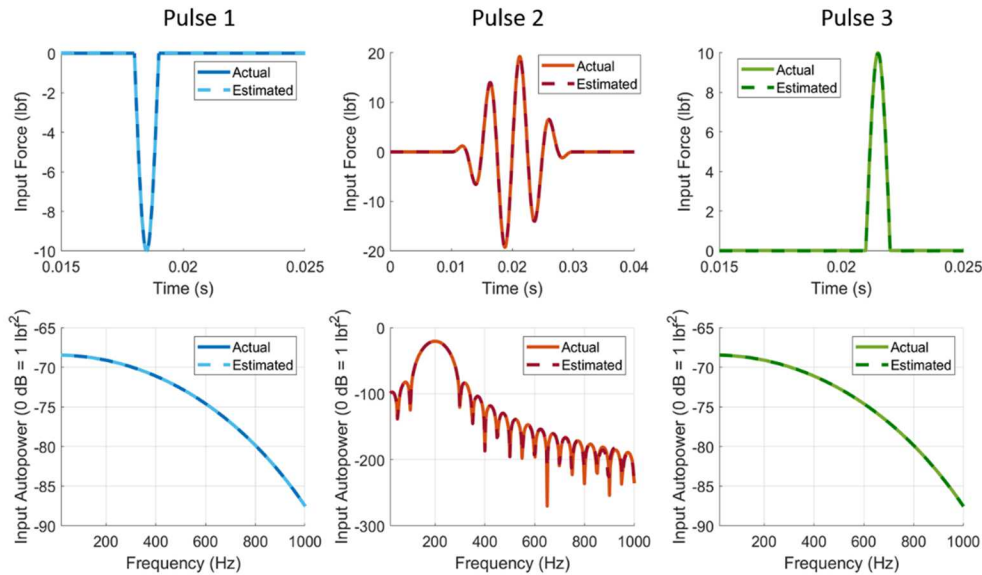 Pulse 1
Pulse 2
Pulse 3
Input Force (lbf)
0
-2
-4
-6
-8
-10
0.015
0.02
0.025
Time (s)
Actual
Estimated
Input Force (lbf)
20
10
0
-10
-20
0
0.01
0.02
0.03
0.04
Time (s)
Actual
Estimated
Input Force (lbf)
10
8
6
4
2
0
0.015
0.02
0.025
Time (s)
Actual
Estimated
Input Autopower (0 dB = 1 lbf²)
-65
-70
-75
-80
-85
-90
200
400
600
800
1000
Frequency (Hz)
Actual
Estimated
Input Autopower (0 dB = 1 lbf²)
0
-100
-200
-300
200
400
600
800
1000
Frequency (Hz)
Actual
Estimated
Input Autopower (0 dB = 1 lbf²)
-65
-70
-75
-80
-85
-90
200
400
600
800
1000
Frequency (Hz)
Actual
Estimated